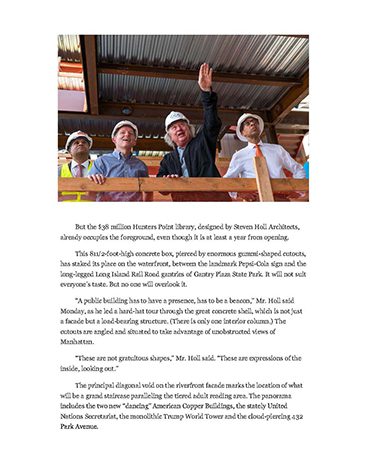 But the $38 million Hunters Point library, designed by Steven Holl Architects,
already occupies the foreground, even though it is at least a year from opening.
This 81 1/2-foot-high concrete box, pierced by enormous gummi-shaped cutouts,
has staked its place on the waterfront, between the landmark Pepsi-Cola sign and the
long-legged Long Island Rail Road gantries of Gantry Plaza State Park. It will not suit
everyone's taste. But no one will overlook it.
"A public building has to have a presence, has to be a beacon," Mr. Holl said
Monday, as he led a hard-hat tour through the great concrete shell, which is not just
a facade but a load-bearing structure. (There is only one interior column.) The
cutouts are angled and situated to take advantage of unobstructed views of
Manhattan.
"These are not gratuitous shapes," Mr. Holl said. "These are expressions of the
inside, looking out."
The principal diagonal void on the riverfront facade marks the location of what
will be a grand staircase paralleling the tiered adult reading area. The panorama
includes the two new "dancing" American Copper Buildings, the stately United
Nations Secretariat, the monolithic Trump World Tower and the cloud-piercing 432
Park Avenue.